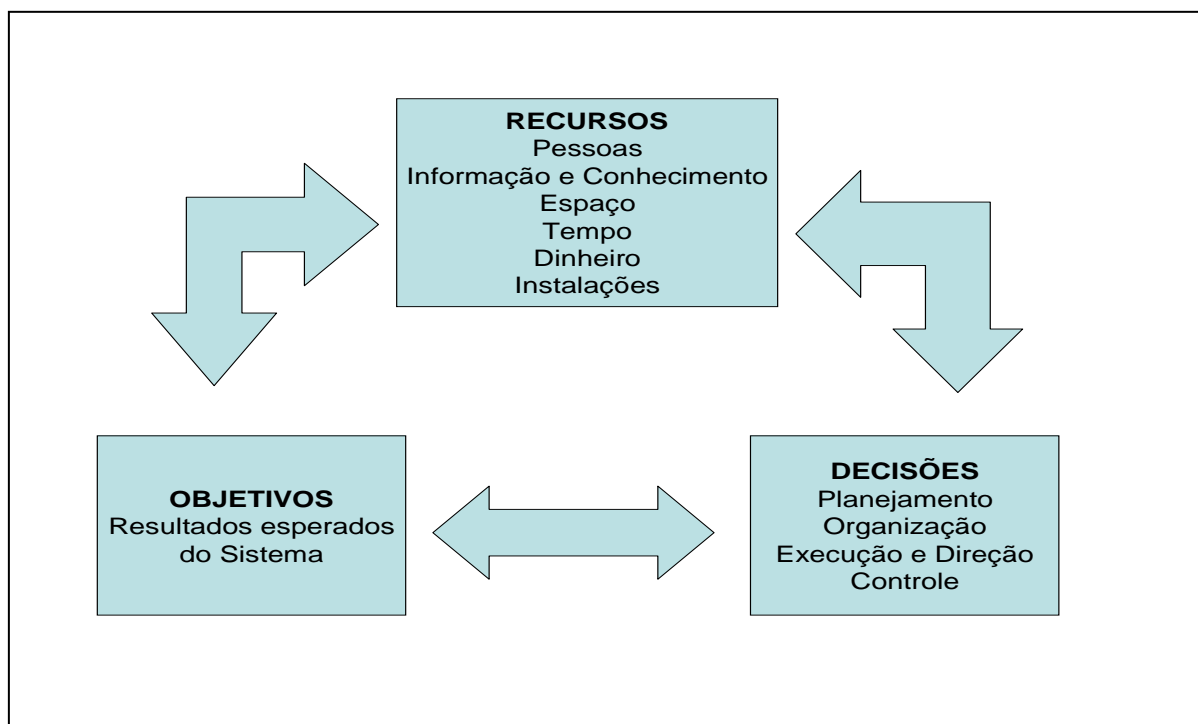 RECURSOS
Pessoas
Informação e Conhecimento
Espaço
Tempo
Dinheiro
Instalações
OBJETIVOS
Resultados esperados
do Sistema
DECISÕES
Planejamento
Organização
Execução e Direção
Controle